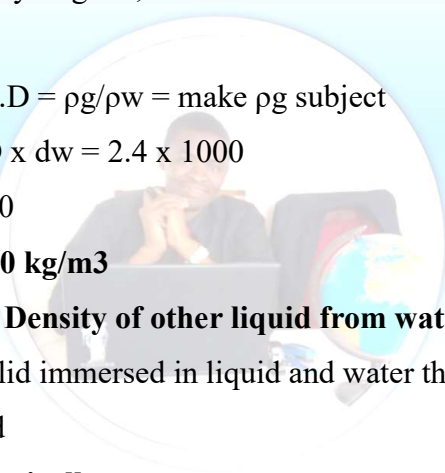 .D = ρg/ρw = make ρg subject
x dw = 2.4 x 1000
0
0 kg/m3
Density of other liquid from wat
lid immersed in liquid and water th